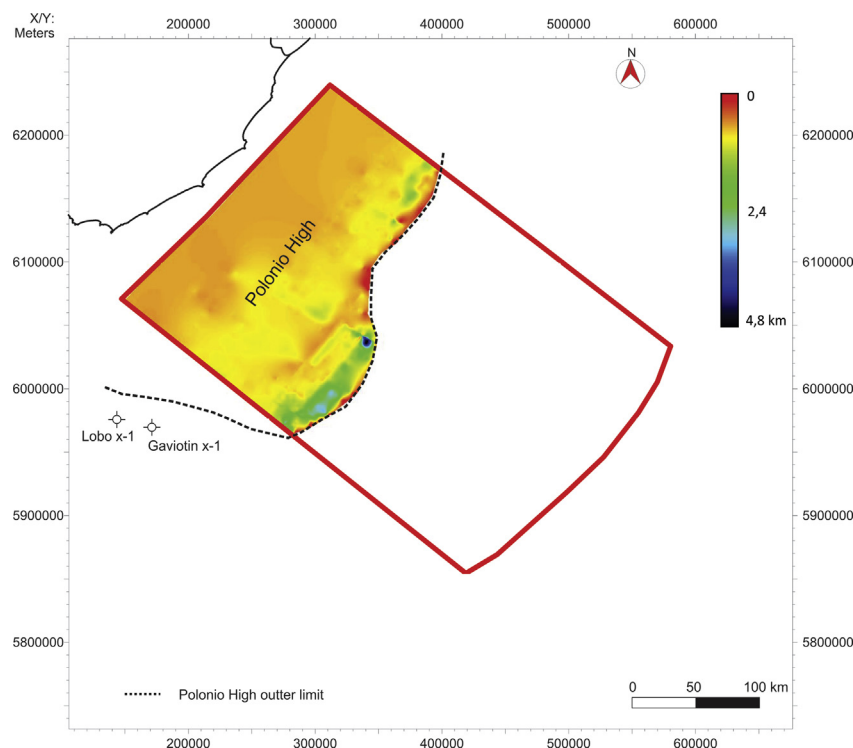 X/Y:
Meters
200000 300000 400000 500000 600000
N
0
2,4
4,8 km
6200000 6200000
6100000 6100000
6000000 6000000
5900000 5900000
5800000 5800000
Polonio High
Lobo x-1
Gaviotin x-1
Polonio High outter limit
0 50 100 km
200000 300000 400000 500000 600000